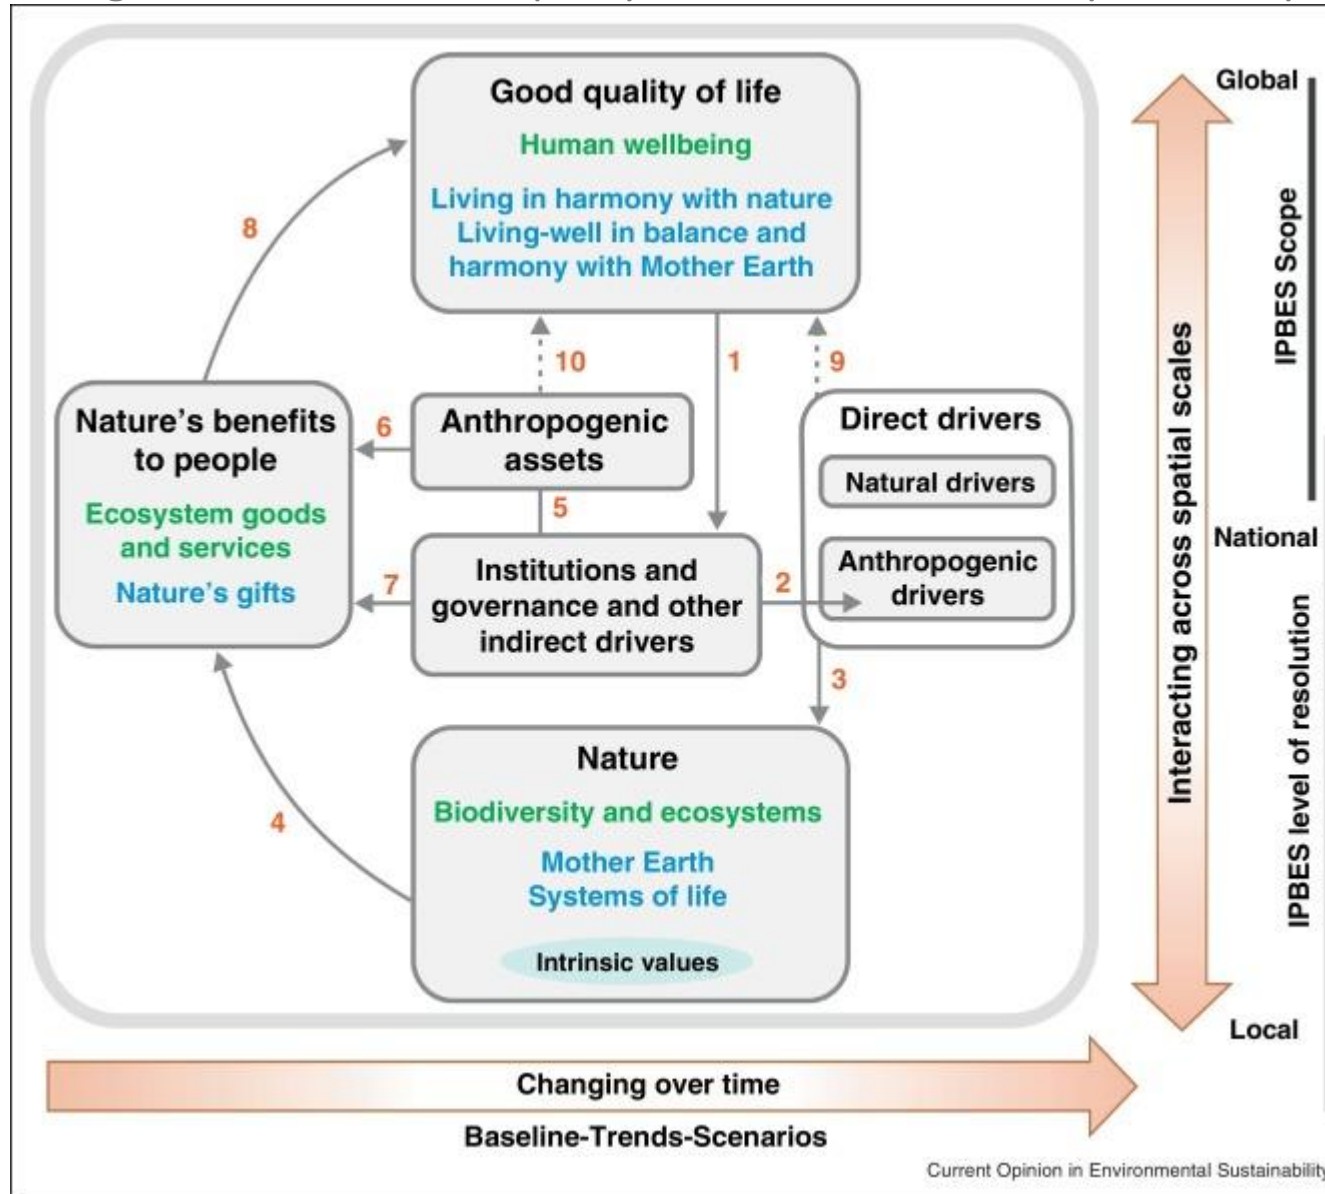 Good quality of life
Human wellbeing
Living in harmony with nature
Living-well in balance and
harmony with Mother Earth
8
10
1
9
Nature's benefits
to people
Ecosystem goods
and services
Nature's gifts
6
Anthropogenic
assets
5
7
Institutions and
governance and other
indirect drivers
2
Direct drivers
Natural drivers
Anthropogenic
drivers
3
4
Nature
Biodiversity and ecosystems
Mother Earth
Systems of life
Intrinsic values
Interacting across spatial scales
Global
National
Local
IPBES Scope
IPBES level of resolution
Changing over time
Baseline-Trends-Scenarios
Current Opinion in Environmental Sustainability